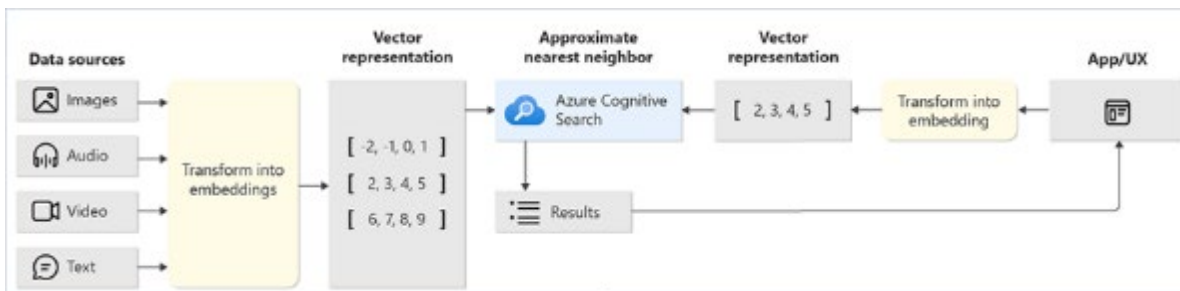 Data sources
Images
Audio
Video
Text
Transform into
embeddings
Vector
representation
[ -2, -1, 0, 1 ]
[ 2, 3, 4, 5 ]
[ 6, 7, 8, 9 ]
Approximate
nearest neighbor
Azure Cognitive
Search
Results
Vector
representation
[ 2, 3, 4, 5 ]
Transform into
embedding
App/UX